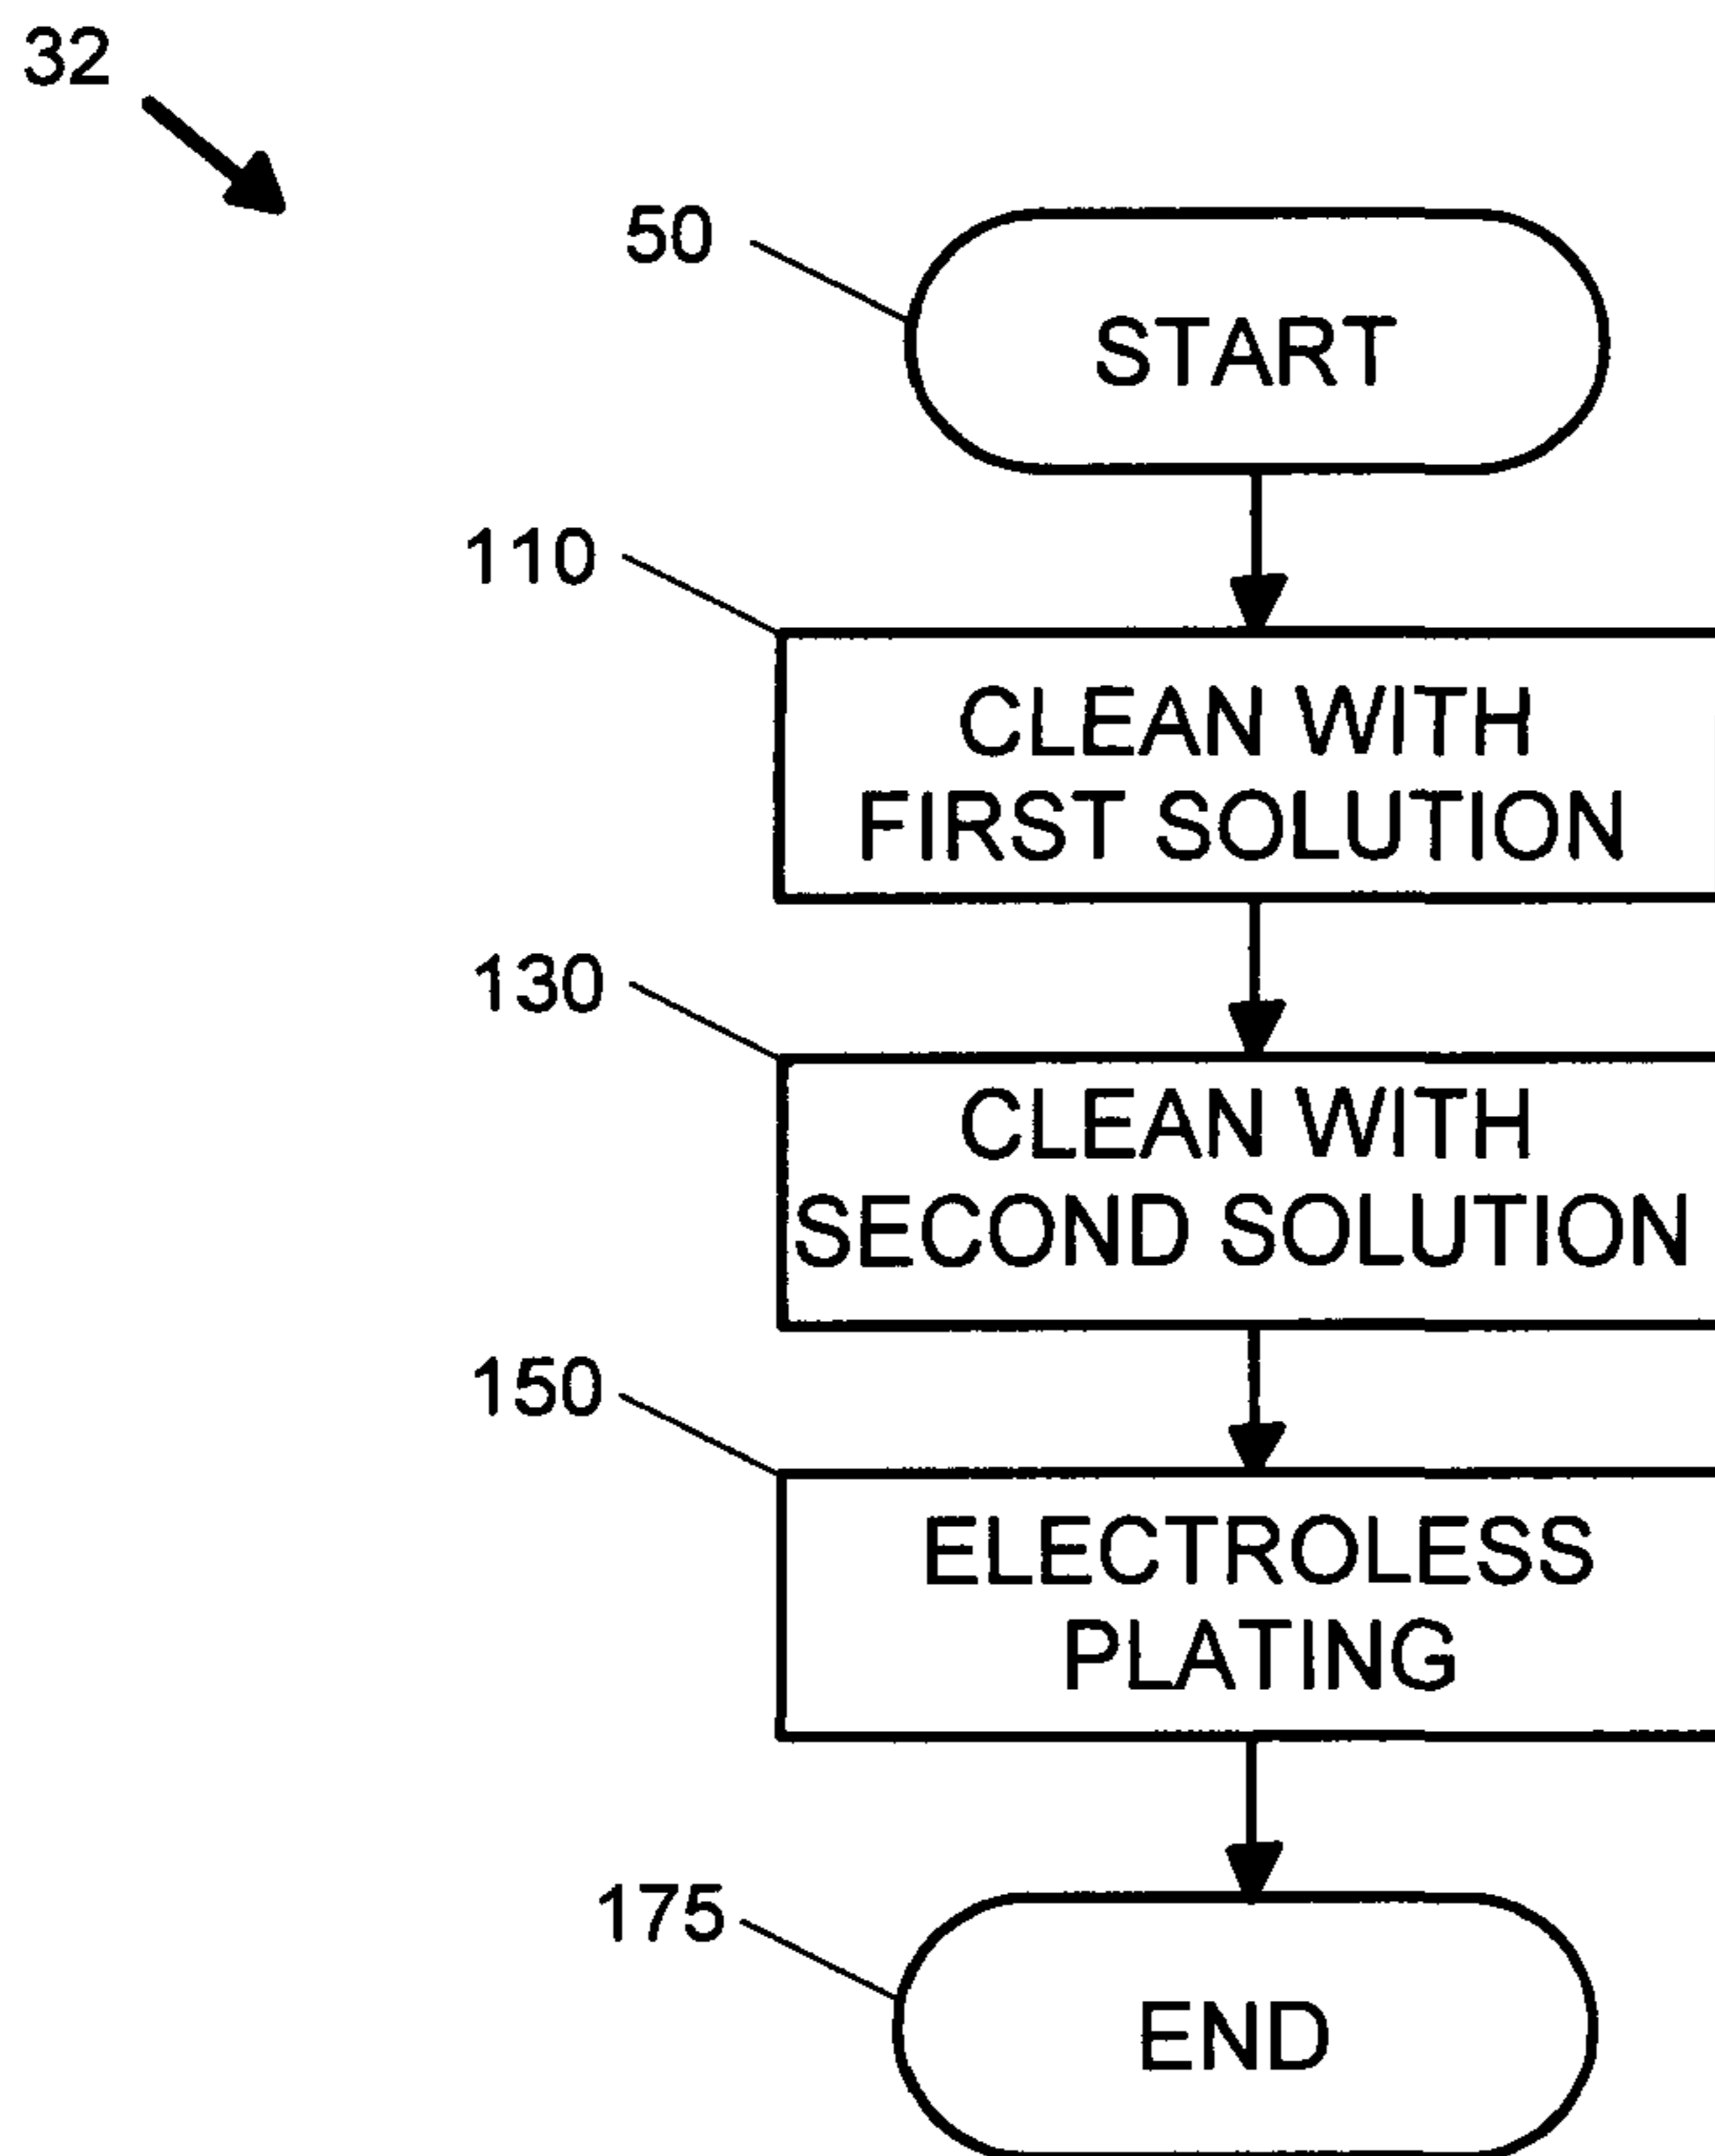 32
50
START
110
CLEAN WITH
FIRST SOLUTION
130
CLEAN WITH
SECOND SOLUTION
150
ELECTROLESS
PLATING
175
END